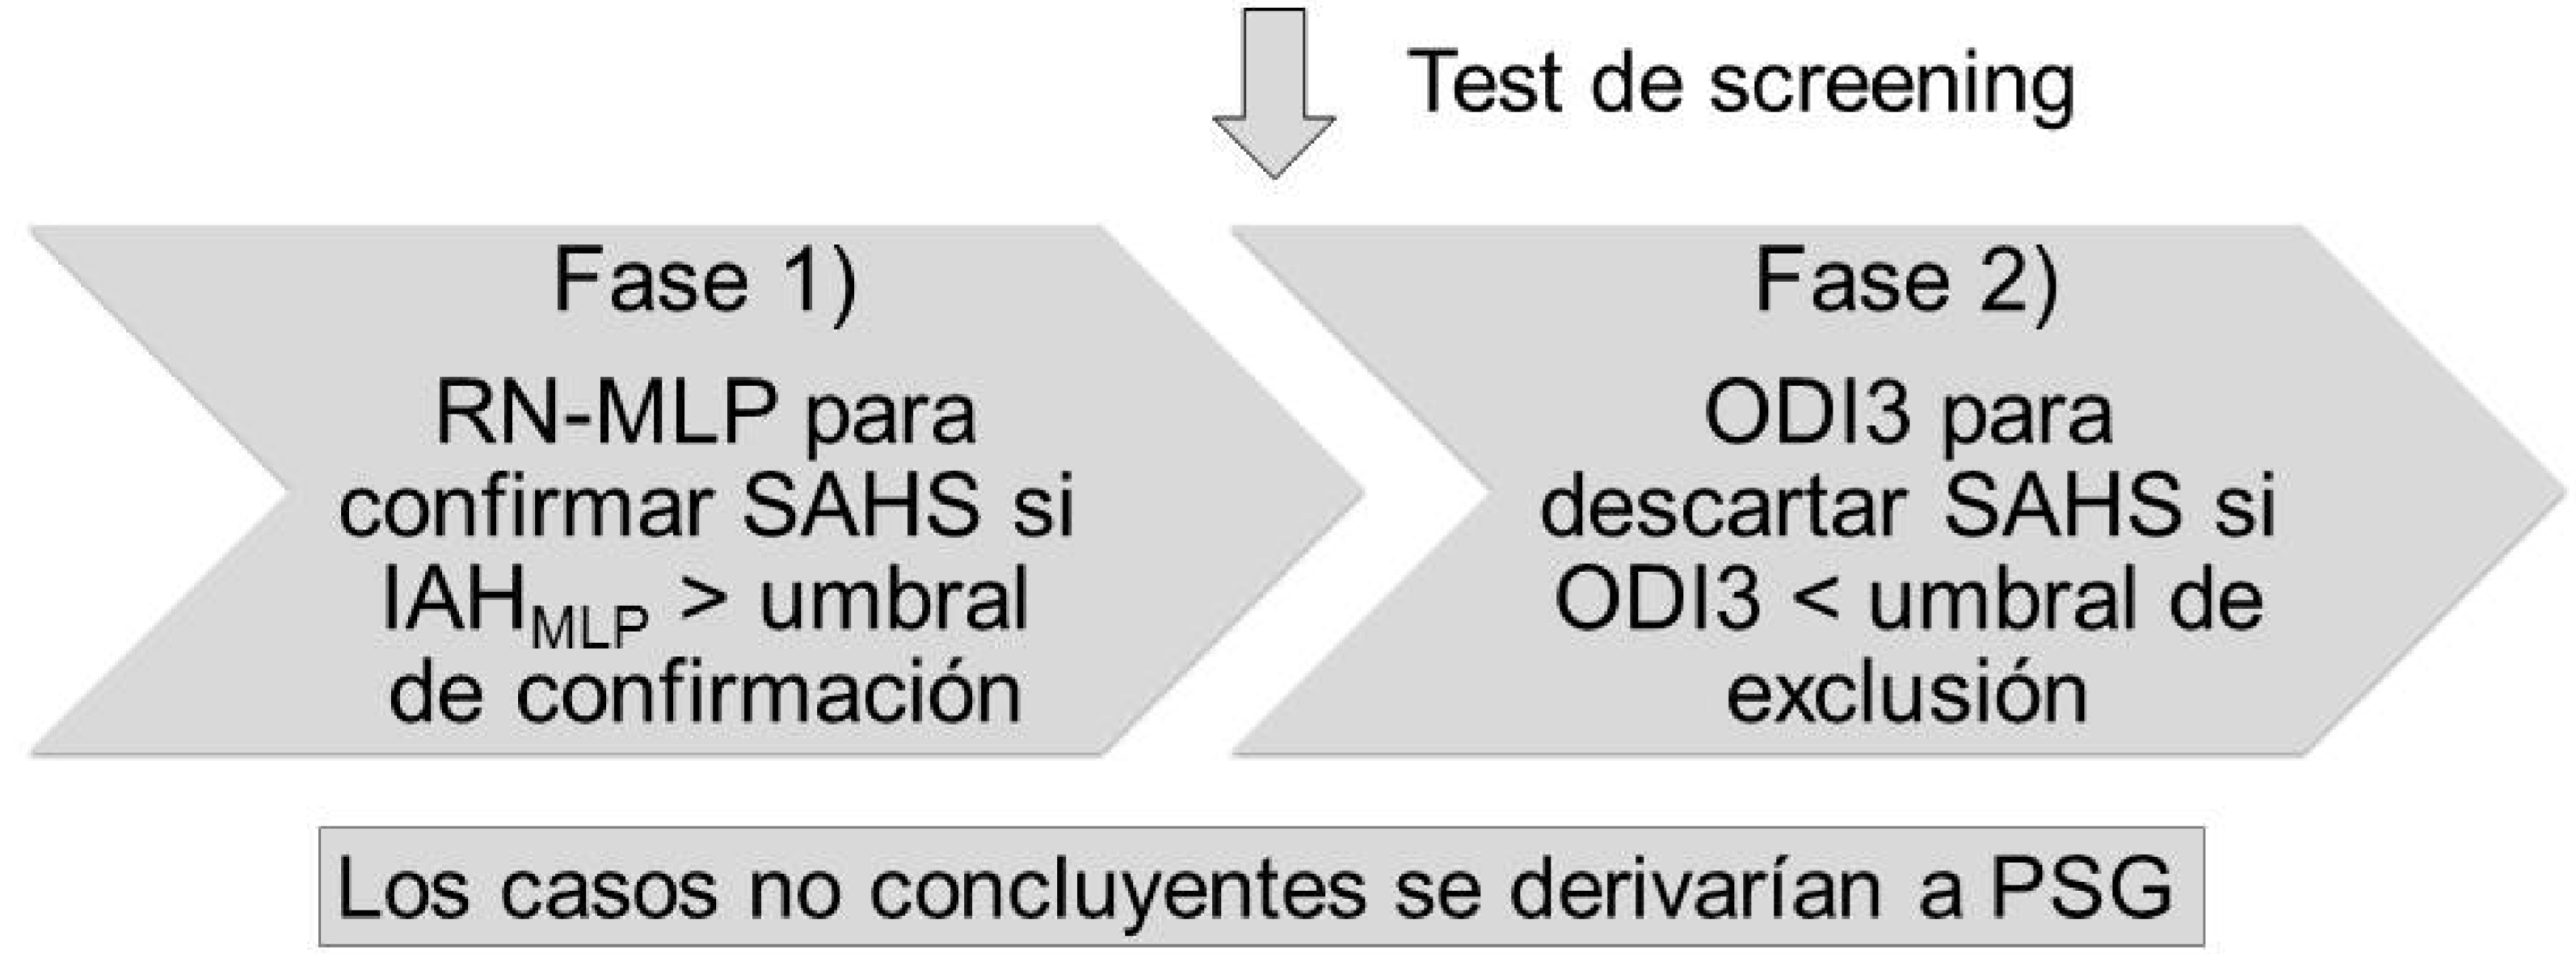 Test de screening
Fase 1)
RN-MLP para
confirmar SAHS si
IAHMLP > umbral
de confirmación
Fase 2)
ODI3 para
descartar SAHS si
ODI3 < umbral de
exclusión
Los casos no concluyentes se derivarían a PSG